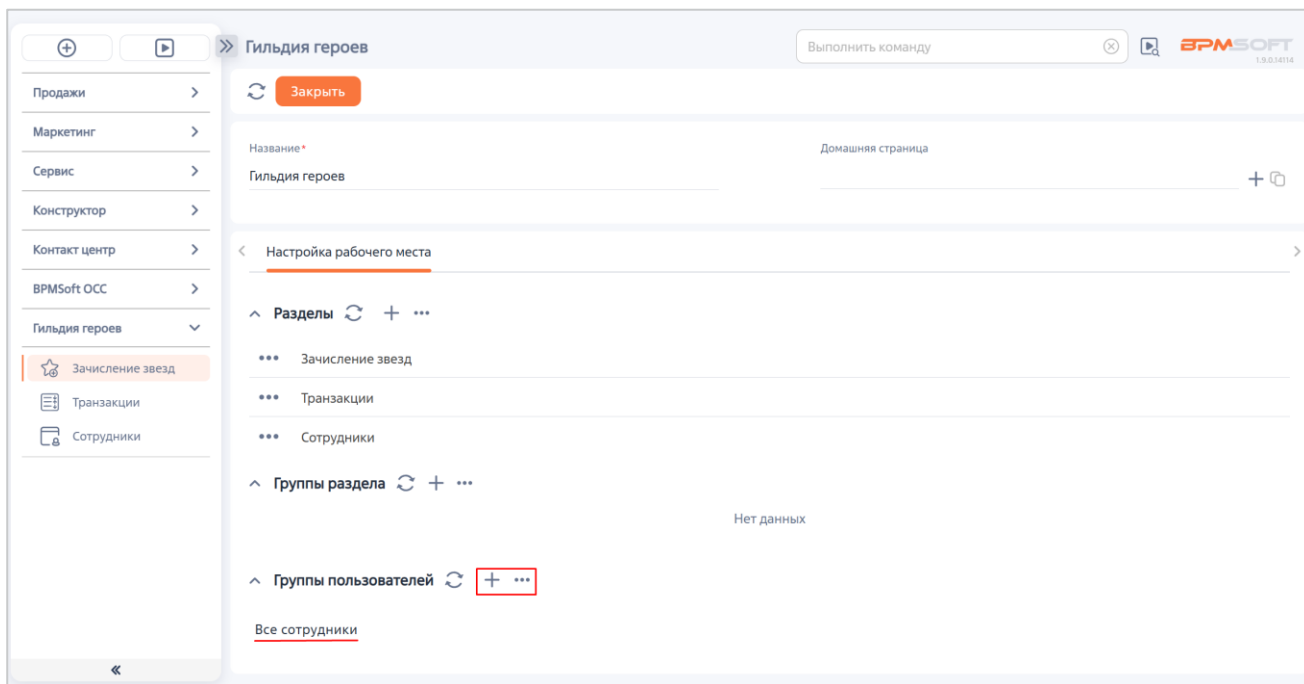 Гильдия героев
Выполнить команду
BPMSOFT
1.9.0.14114
Закрыть
Продажи
Маркетинг
Сервис
Конструктор
Контакт центр
BPMSoft OCC
Гильдия героев
Зачисление звезд
Транзакции
Сотрудники
Название*
Домашняя страница
Гильдия героев
Настройка рабочего места
Разделы
Зачисление звезд
Транзакции
Сотрудники
Группы раздела
Нет данных
Группы пользователей
Все сотрудники